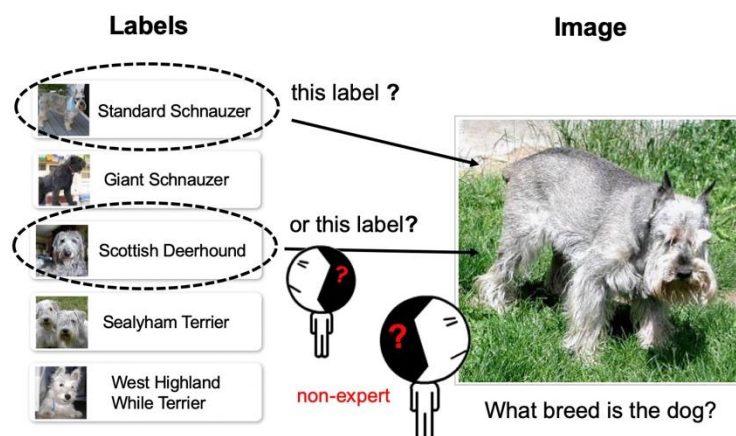 Labels
Image
Standard Schnauzer
this label ?
Giant Schnauzer
Scottish Deerhound
or this label?
?
Sealyham Terrier
?
West Highland
While Terrier
non-expert
What breed is the dog?